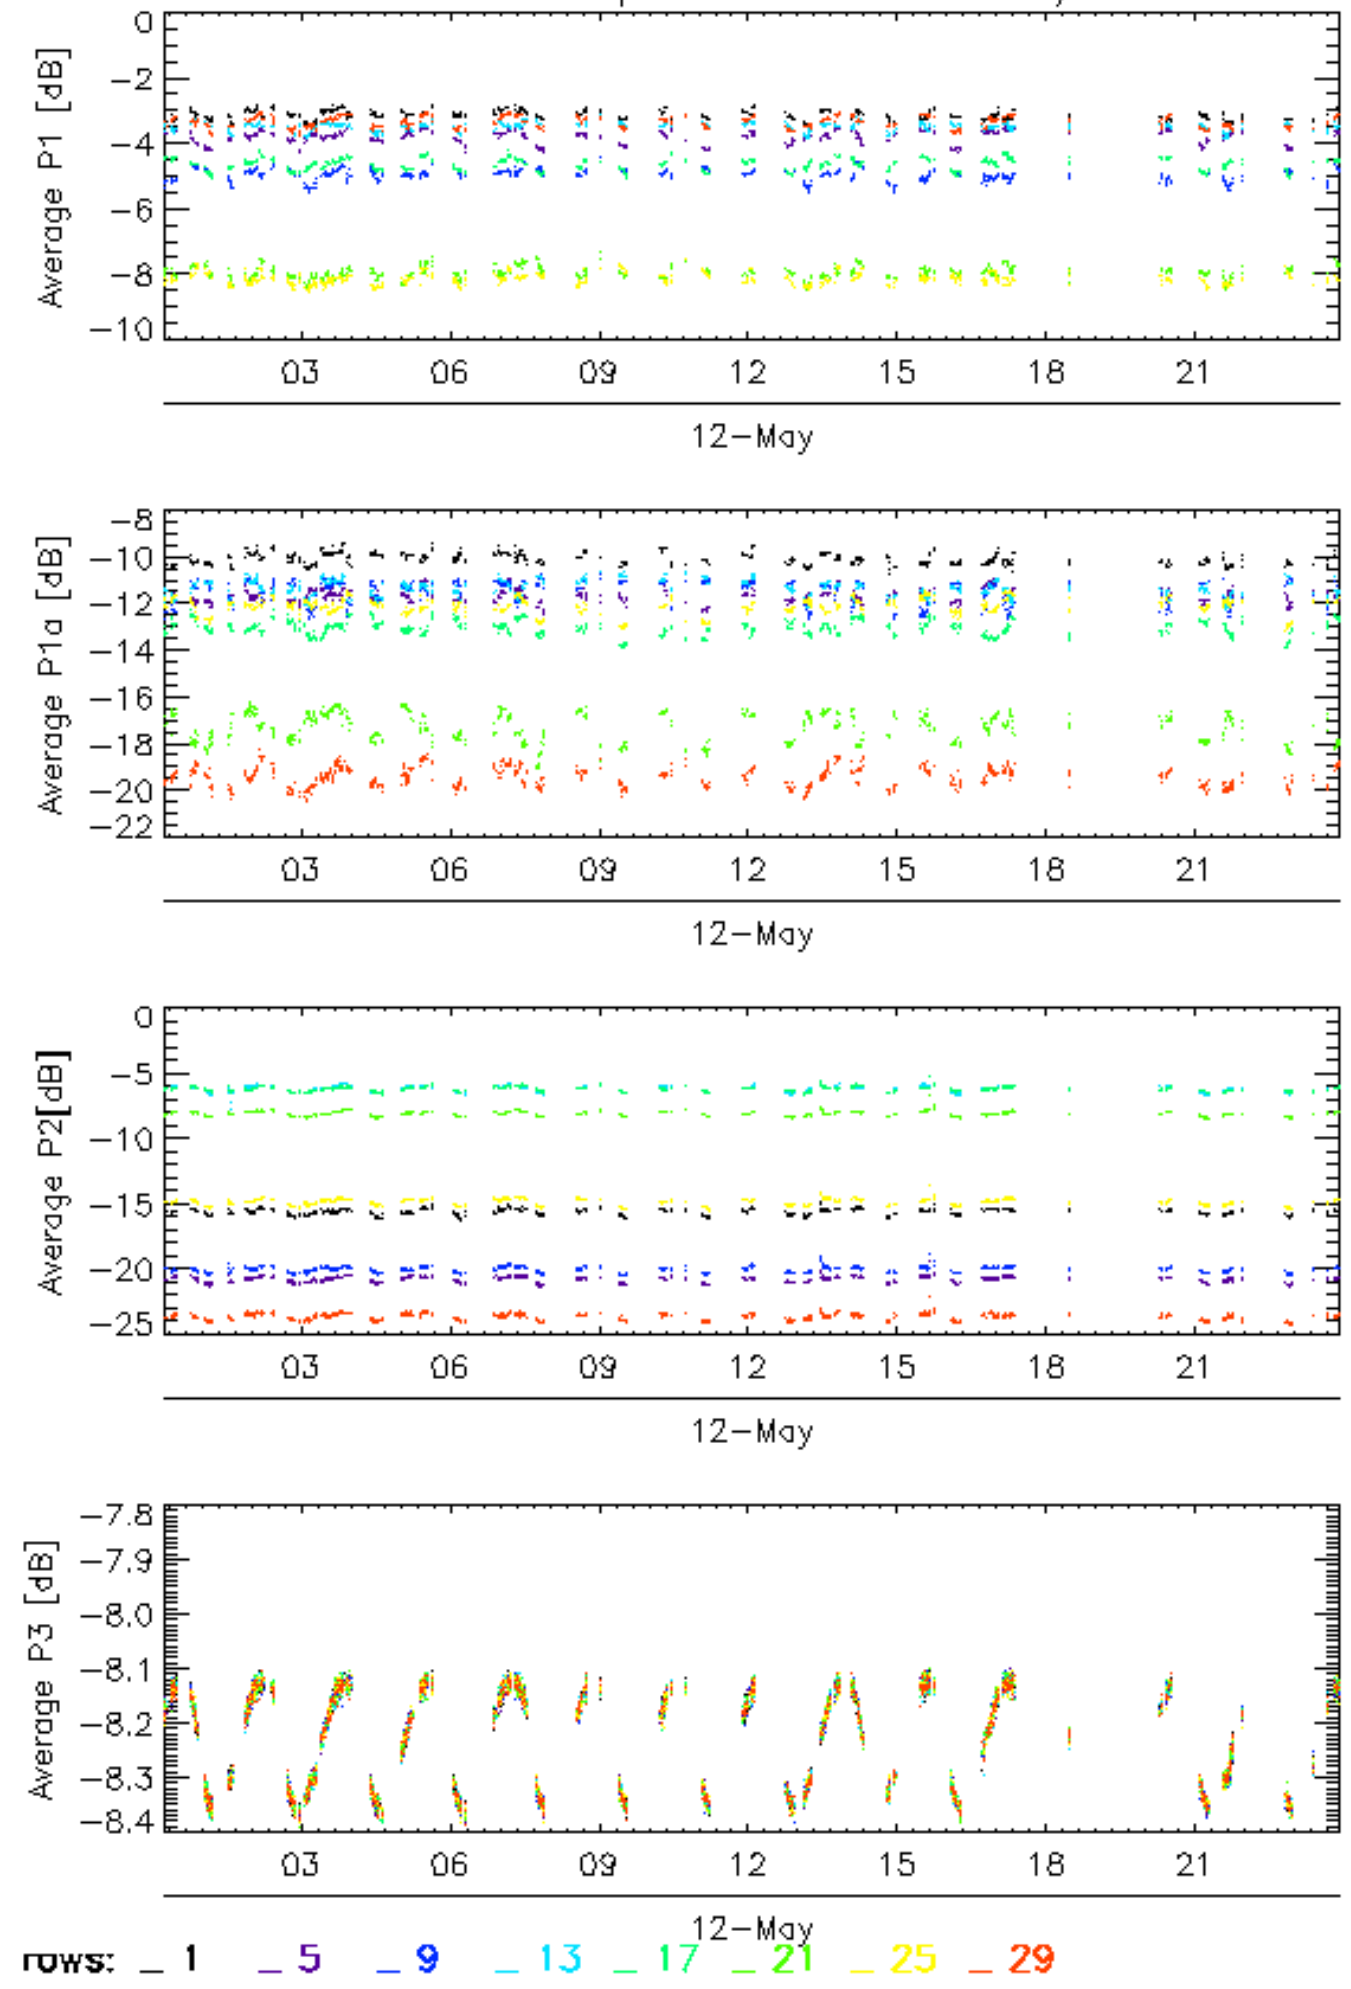 0
−2
−4
−6
−8
−10
Average P1 [dB]
03 06 09 12 15 18 21
12−May
−8
−10
−12
−14
−16
−18
−20
−22
Average P1a [dB]
03 06 09 12 15 18 21
12−May
0
−5
−10
−15
−20
−25
Average P2[dB]
03 06 09 12 15 18 21
12−May
−7.8
−7.9
−8.0
−8.1
−8.2
−8.3
−8.4
Average P3 [dB]
03 06 09 12 15 18 21
12−May
rows: _ 1 _ 5 _ 9 _ 13 _ 17 _ 21 _ 25 _ 29